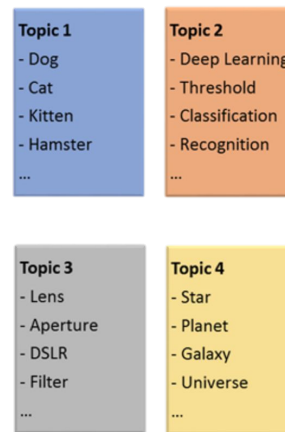 Topic 1
- Dog
- Cat
- Kitten
- Hamster
...
Topic 2
- Deep Learning
- Threshold
- Classification
- Recognition
...
Topic 3
- Lens
- Aperture
- DSLR
- Filter
...
Topic 4
- Star
- Planet
- Galaxy
- Universe
...